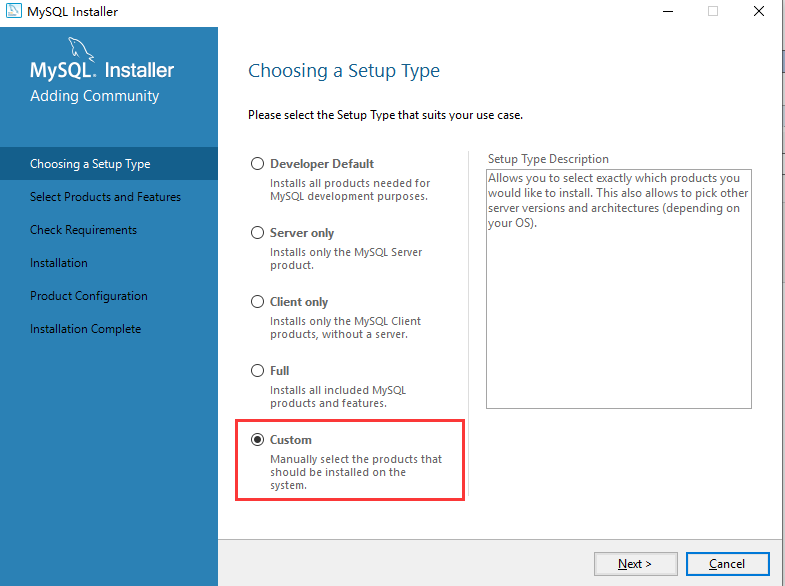 MySQL Installer
MySQL. Installer
Adding Community
Choosing a Setup Type
Select Products and Features
Check Requirements
Installation
Product Configuration
Installation Complete
Choosing a Setup Type
Please select the Setup Type that suits your use case.
Developer Default
Installs all products needed for
MySQL development purposes.
Server only
Installs only the MySQL Server
product.
Client only
Installs only the MySQL Client
products, without a server.
Full
Installs all included MySQL
products and features.
Custom
Manually select the products that
should be installed on the
system.
Setup Type Description
Allows you to select exactly which products you
would like to install. This also allows to pick other
server versions and architectures (depending on
your OS).
Next >
Cancel